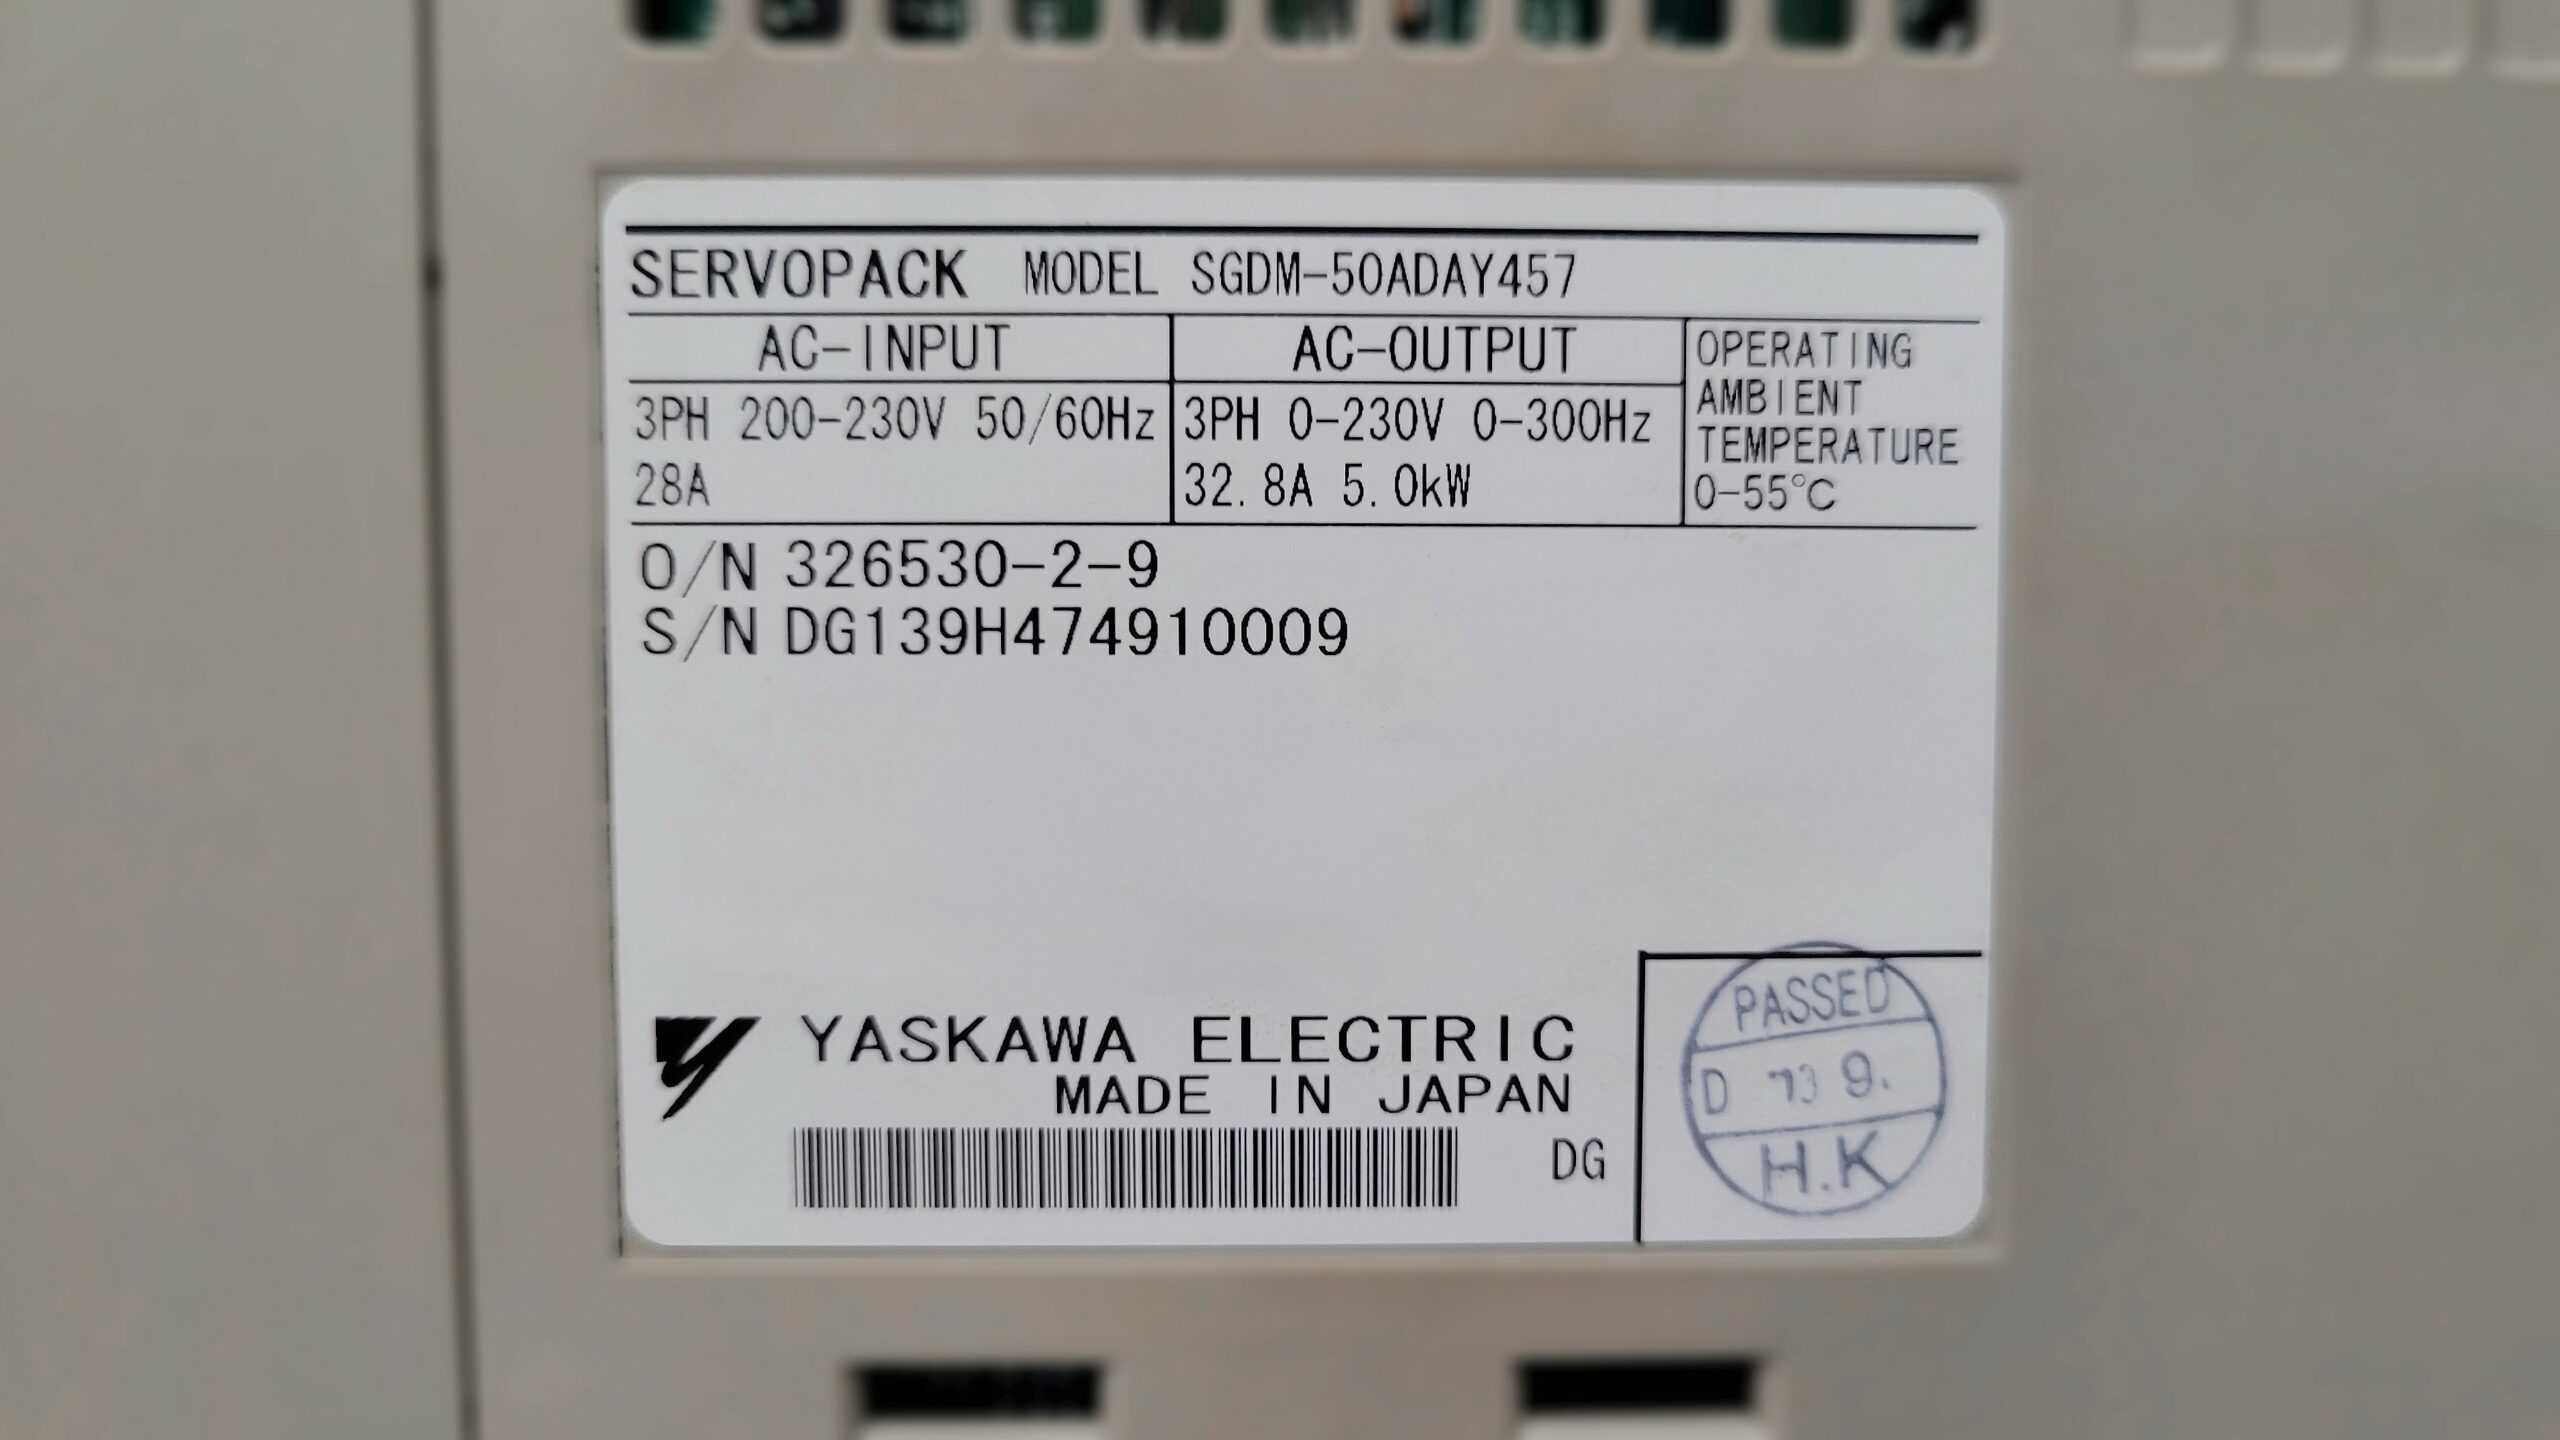 SERVOPACK MODEL SGDM-50ADAY457
AC-INPUT AC-OUTPUT OPERATING AMBIENT TEMPERATURE 0-55℃
3PH 200-230V 50/60Hz 3PH 0-230V 0-300Hz
28A 32.8A 5.0kW
O/N 326530-2-9
S/N DG139H474910009
YASKAWA ELECTRIC
MADE IN JAPAN
DG
PASSED
D 9.
H.K